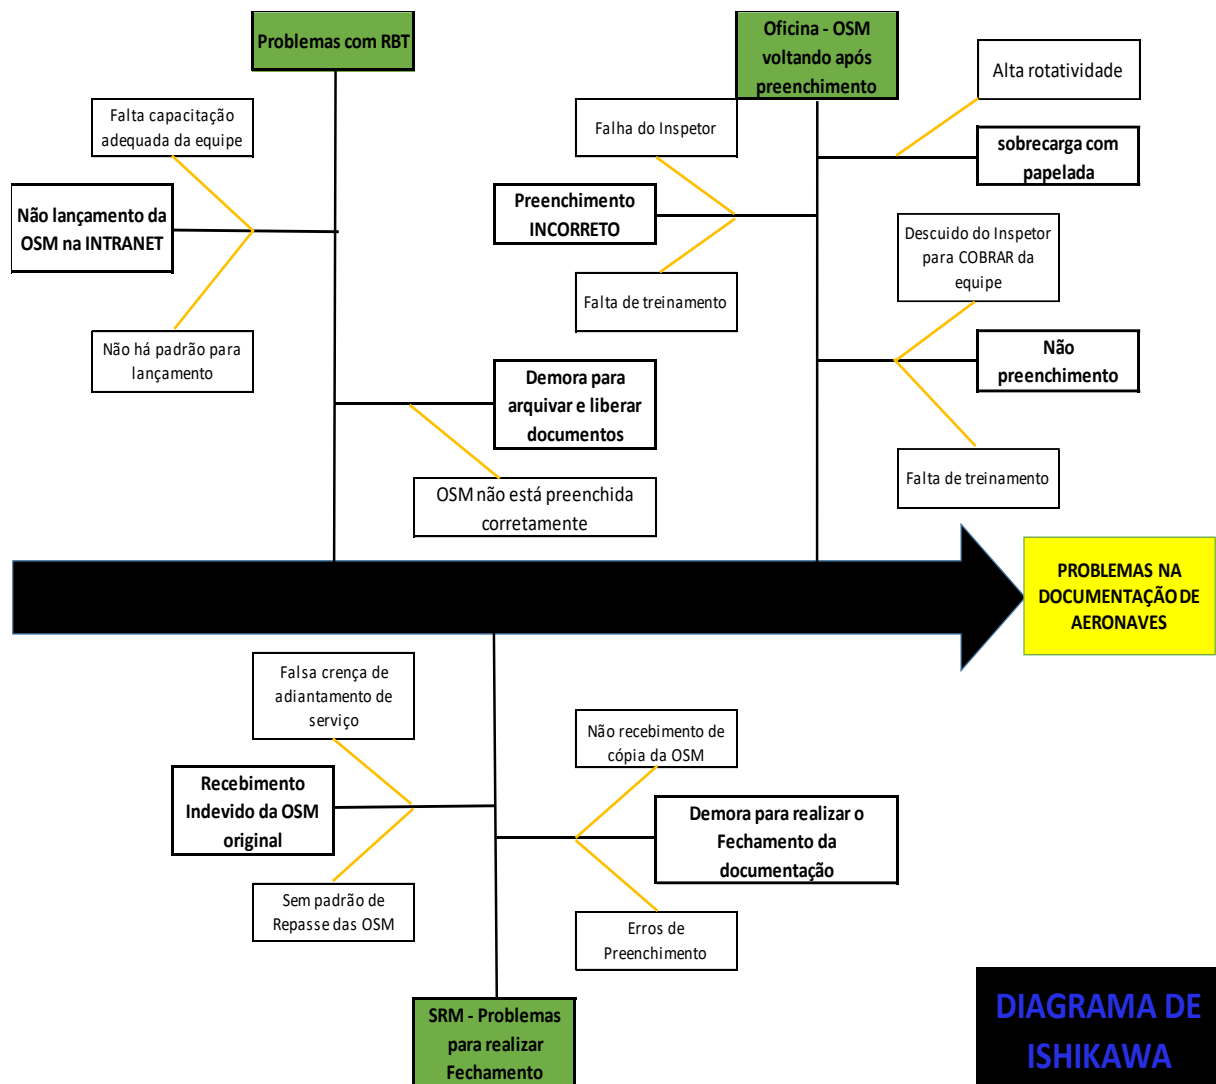 Problemas com RBT
Oficina - OSM
voltando após
preenchimento
Alta rotatividade
Falta capacitação
adequada da equipe
Falha do Inspetor
sobrecarga com
papelada
Não lançamento da
OSM na INTRANET
Preenchimento
INCORRETO
Descuido do Inspetor
para COBRAR da
equipe
Falta de treinamento
Não há padrão para
lançamento
Demora para
arquivar e liberar
documentos
Não
preenchimento
OSM não está preenchida
corretamente
Falta de treinamento
PROBLEMAS NA
DOCUMENTAÇÃO DE
AERONAVES
Falsa crença de
adiantamento de
serviço
Não recebimento de
cópia da OSM
Recebimento
Indevido da OSM
original
Demora para realizar o
Fechamento da
documentação
Sem padrão de
Repasse das OSM
Erros de
Preenchimento
SRM - Problemas
para realizar
Fechamento
DIAGRAMA DE
ISHIKAWA